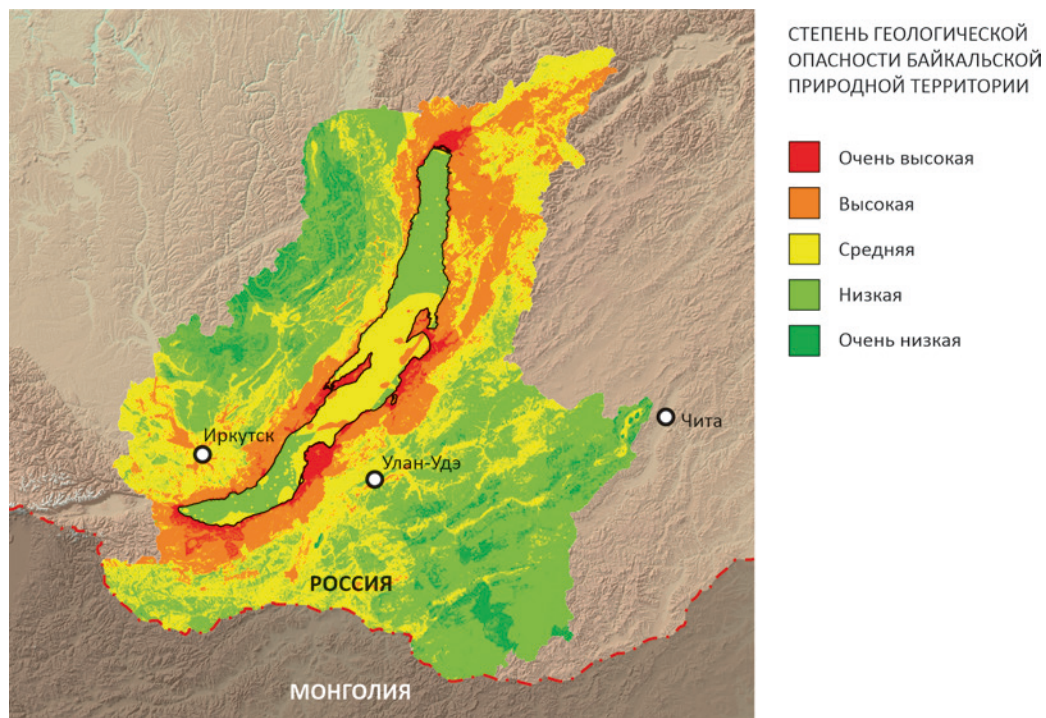 СТЕПЕНЬ ГЕОЛОГИЧЕСКОЙ
ОПАСНОСТИ БАЙКАЛЬСКОЙ
ПРИРОДНОЙ ТЕРРИТОРИИ
Очень высокая
Высокая
Средняя
Низкая
Очень низкая
Иркутск
Улан-Удэ
Чита
РОССИЯ
МОНГОЛИЯ